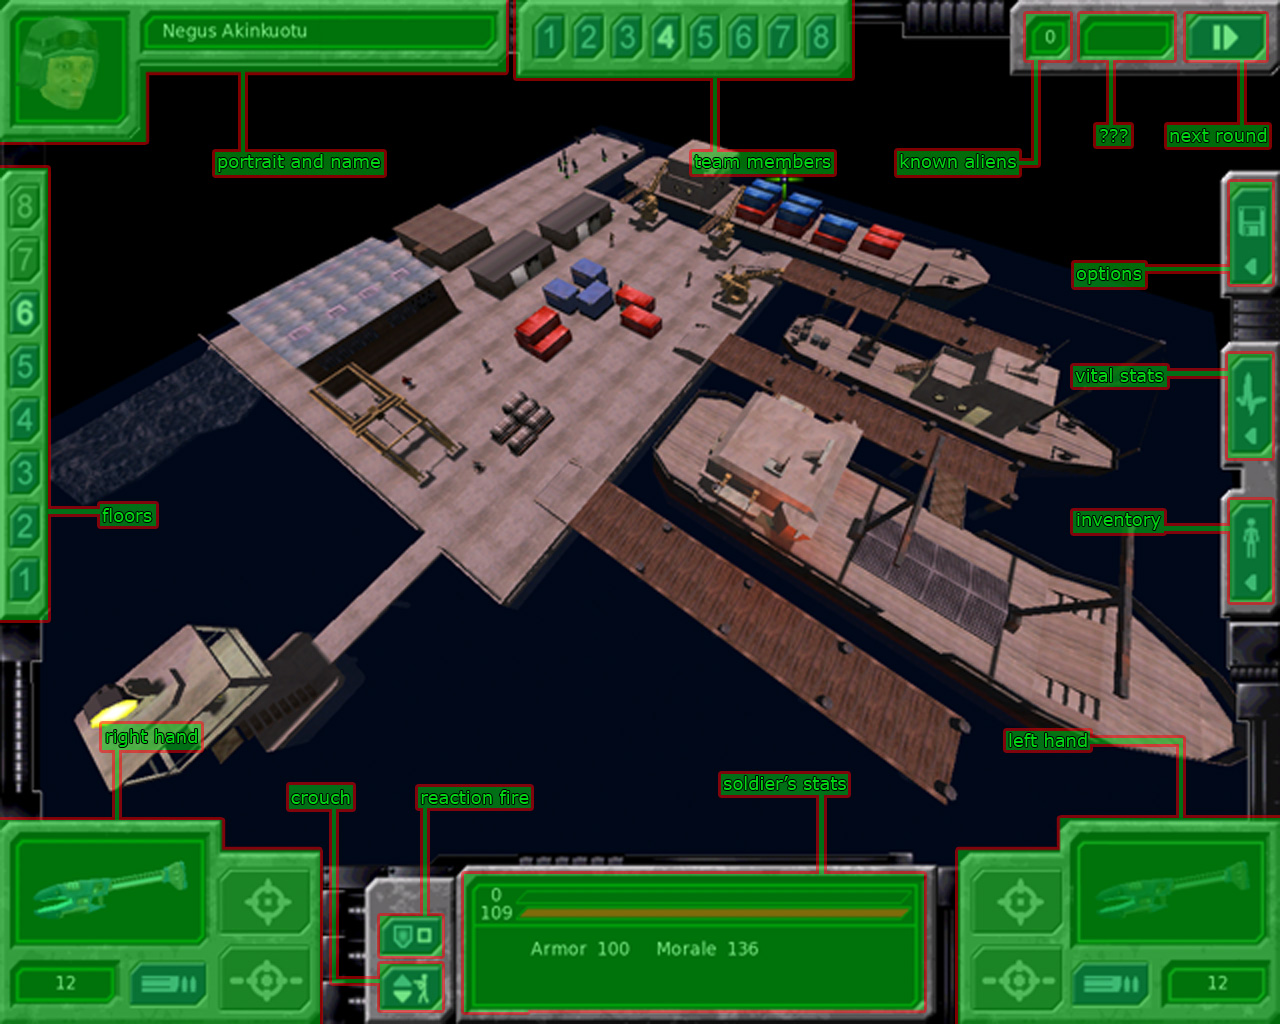 Negus Akinkuotu
1 2 3 4 5 6 7 8
0
portrait and name
team members
known aliens
???
next round
8
7
6
5
4
3
2
1
options
vital stats
inventory
floors
right hand
left hand
crouch
reaction fire
soldier's stats
0
109
Armor 100 Morale 136
12
12